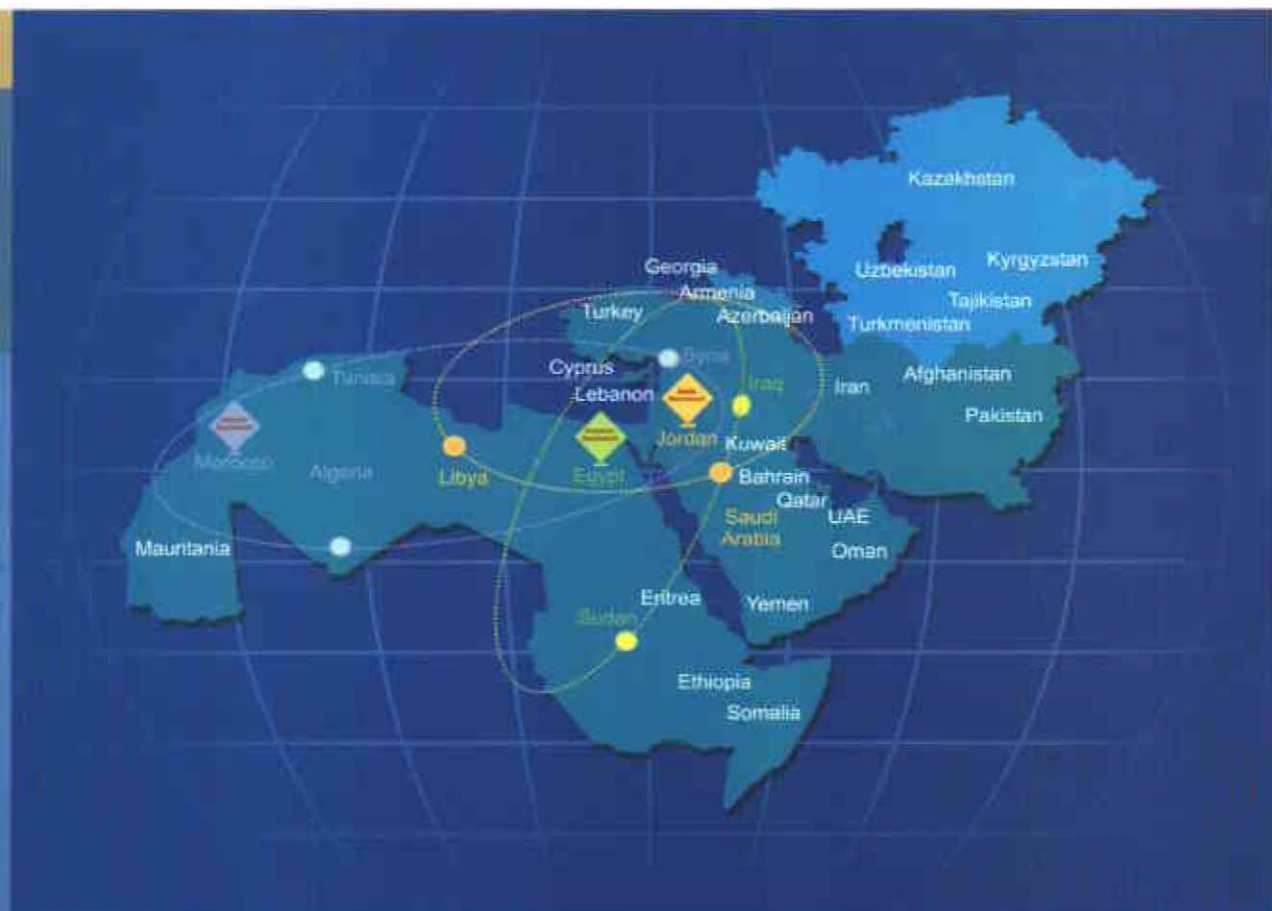 Kazakhstan
Kyrgyzstan
Uzbekistan
Tajikistan
Turkmenistan
Georgia
Armenia
Azerbaijan
Turkey
Syria
Cyprus
Lebanon
Iraq
Iran
Afghanistan
Pakistan
Tunisia
Morocco
Algeria
Libya
Egypt
Jordan
Kuwait
Bahrain
Qatar
UAE
Saudi
Arabia
Oman
Mauritania
Eritrea
Yemen
Sudan
Ethiopia
Somalia